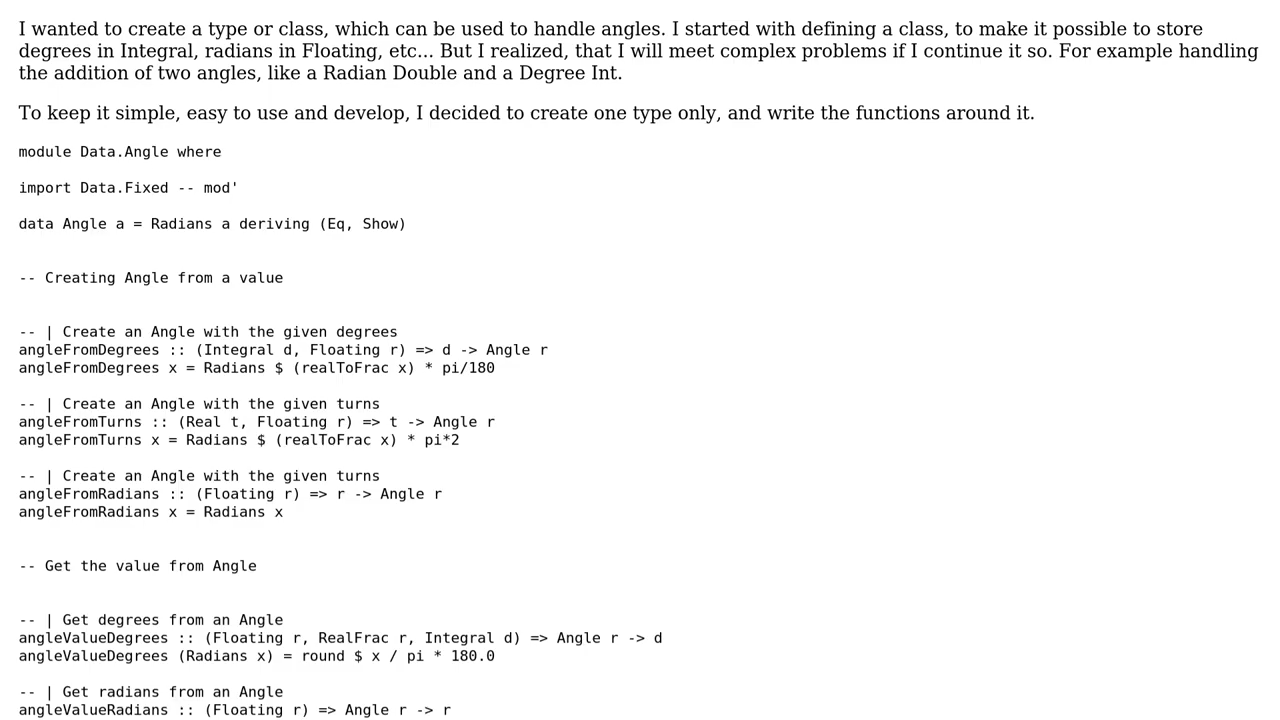 I wanted to create a type or class, which can be used to handle angles. I started with defining a class, to make it possible to store
degrees in Integral, radians in Floating, etc... But I realized, that I will meet complex problems if I continue it so. For example handling
the addition of two angles, like a Radian Double and a Degree Int.
To keep it simple, easy to use and develop, I decided to create one type only, and write the functions around it.
module Data.Angle where
import Data.Fixed -- mod'
data Angle a = Radians a deriving (Eq, Show)
-- Creating Angle from a value
-- | Create an Angle with the given degrees
angleFromDegrees :: (Integral d, Floating r) => d -> Angle r
angleFromDegrees x = Radians $ (realToFrac x) * pi/180
-- | Create an Angle with the given turns
angleFromTurns :: (Real t, Floating r) => t -> Angle r
angleFromTurns x = Radians $ (realToFrac x) * pi*2
-- | Create an Angle with the given turns
angleFromRadians :: (Floating r) => r -> Angle r
angleFromRadians x = Radians x
-- Get the value from Angle
-- | Get degrees from an Angle
angleValueDegrees :: (Floating r, RealFrac r, Integral d) => Angle r -> d
angleValueDegrees (Radians x) = round $ x / pi * 180.0
-- | Get radians from an Angle
angleValueRadians :: (Floating r) => Angle r -> r